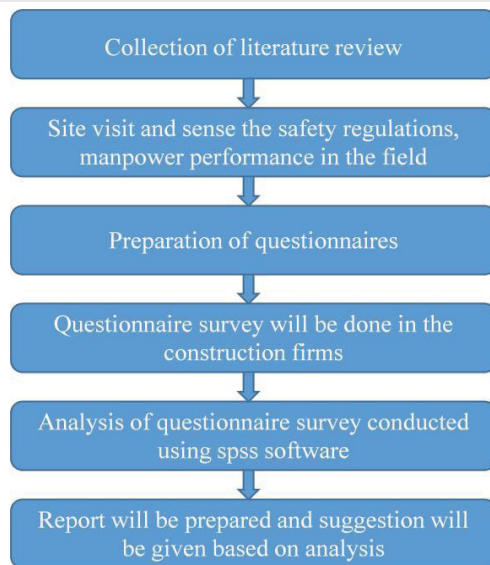 Collection of literature review
Site visit and sense the safety regulations,
manpower performance in the field
Preparation of questionnaires
Questionnaire survey will be done in the
construction firms
Analysis of questionnaire survey conducted
using spss software
Report will be prepared and suggestion will
be given based on analysis